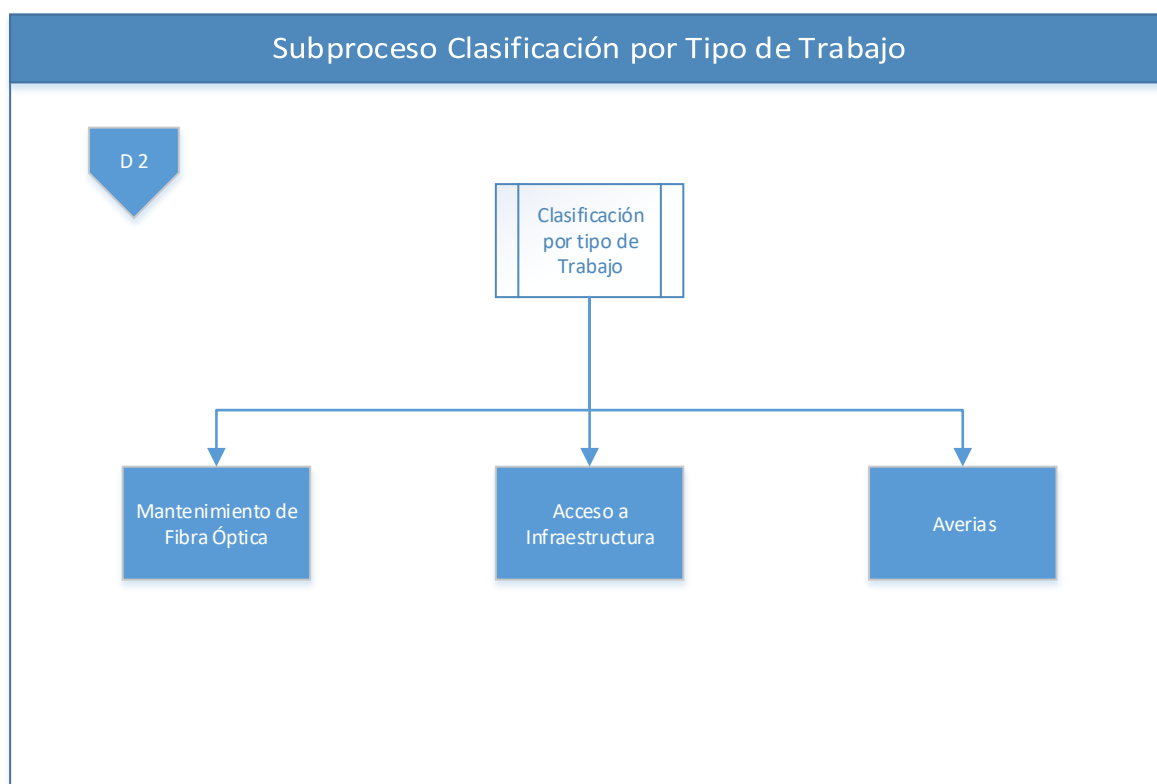 Subproceso Clasificación por Tipo de Trabajo
D 2
Clasificación
por tipo de
Trabajo
Mantenimiento de
Fibra Óptica
Acceso a
Infraestructura
Averias